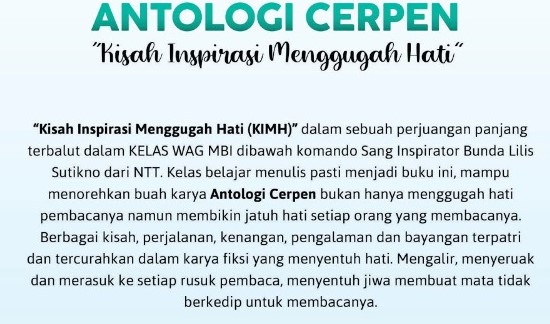 ANTOLOGI CERPEN
"Kisah Inspirasi Menggugah Hati"
"Kisah Inspirasi Menggugah Hati (KIMH)" dalam sebuah perjuangan panjang
terbalut dalam KELAS WAG MBI dibawah komando Sang Inspirator Bunda Lilis
Sutikno dari NTT. Kelas belajar menulis pasti menjadi buku ini, mampu
menorehkan buah karya Antologi Cerpen bukan hanya menggugah hati
pembacanya namun membikin jatuh hati setiap orang yang membacanya.
Berbagai kisah, perjalanan, kenangan, pengalaman dan bayangan terpatri
dan tercurahkan dalam karya fiksi yang menyentuh hati. Mengalir, menyeruak
dan merasuk ke setiap rusuk pembaca, menyentuh jiwa membuat mata tidak
berkedip untuk membacanya.